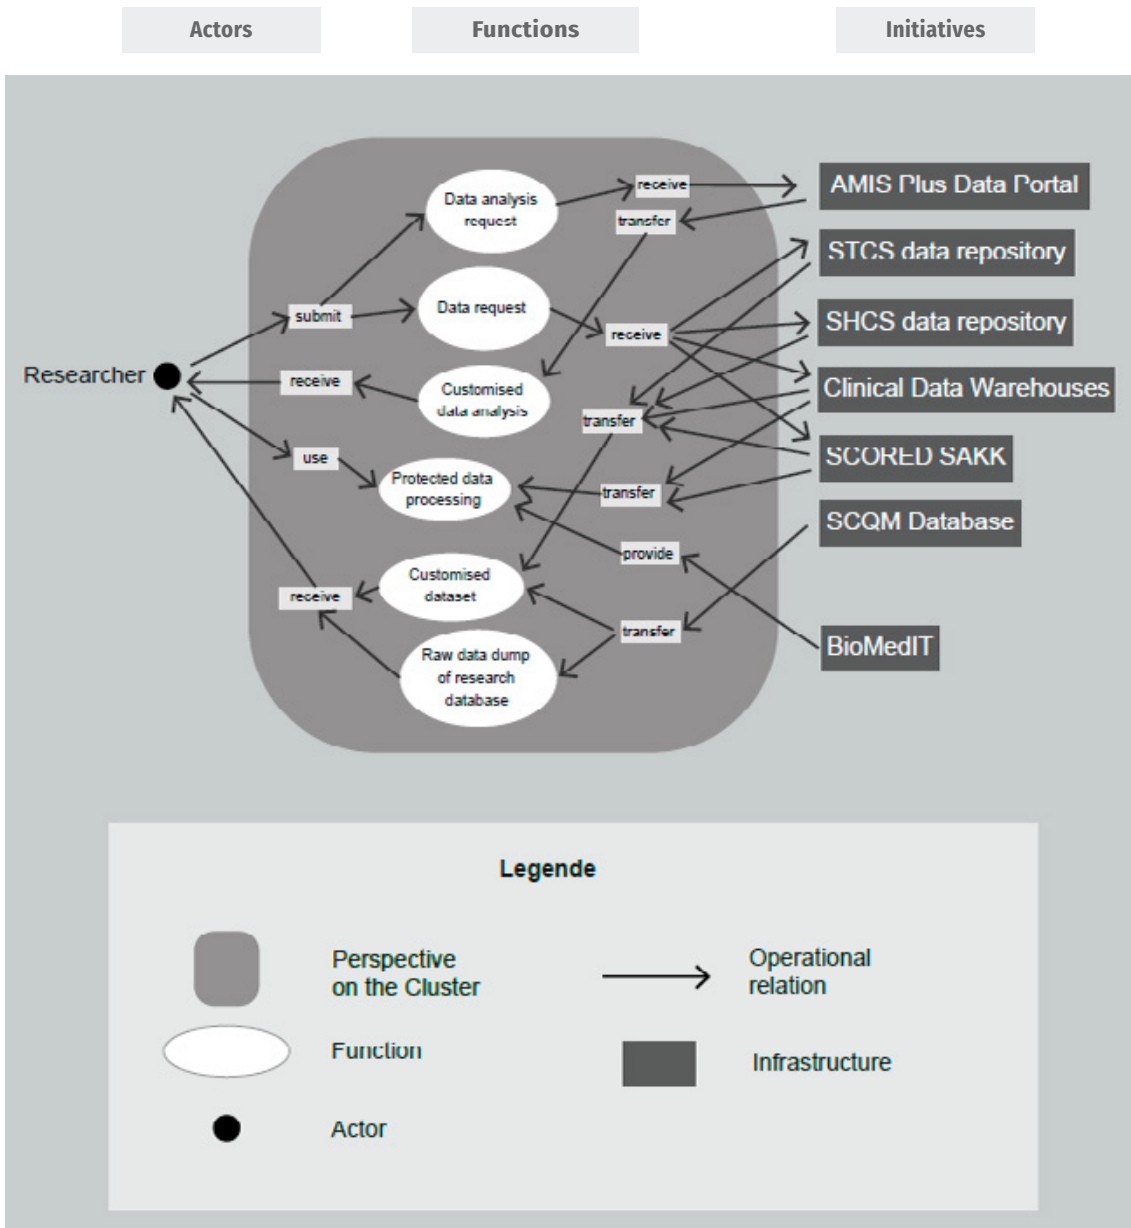 Actors
Functions
Initiatives
Data analysis
request
receive
transfer
AMIS Plus Data Portal
STCS data repository
submit
Data request
receive
SHCS data repository
Researcher
receive
Customised
data analysis
transfer
Clinical Data Warehouses
use
Protected data
processing
transfer
SCORED SAKK
SCQM Database
provide
Customised
dataset
receive
transfer
BioMedIT
Raw data dump
of research
database
Legende
Perspective
on the Cluster
Operational
relation
Function
Infrastructure
Actor